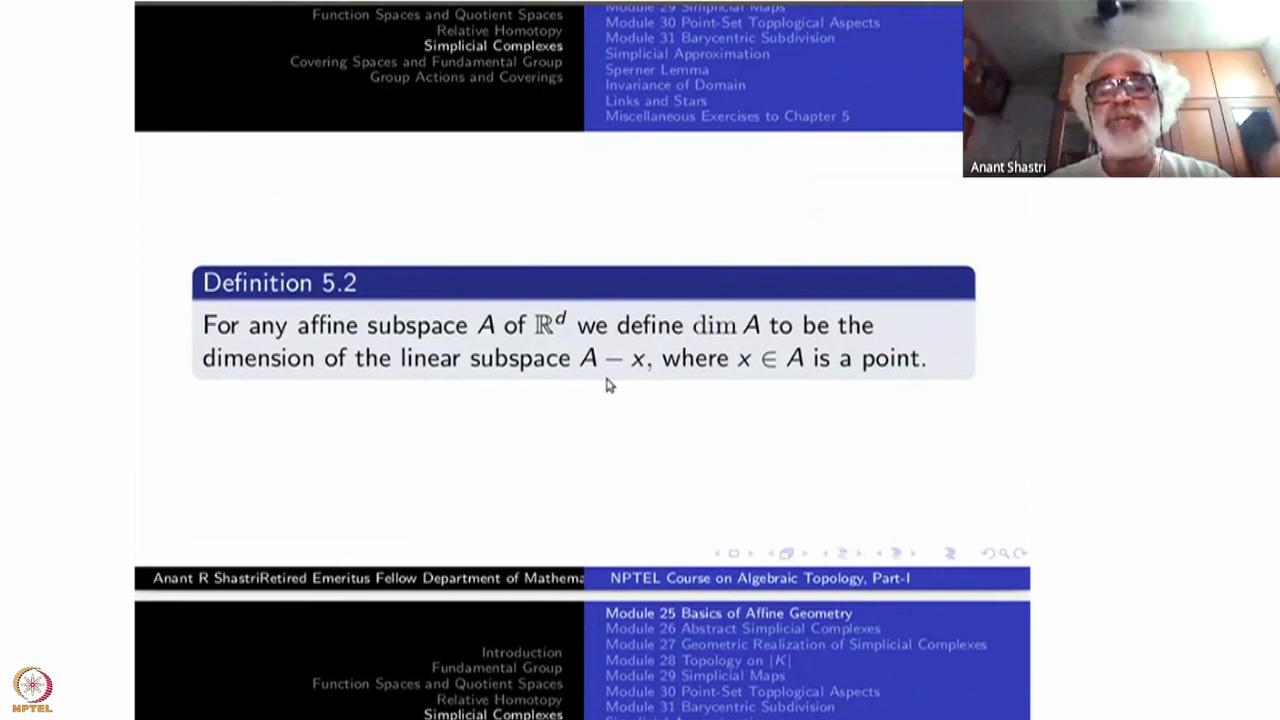 Function Spaces and Quotient Spaces
Relative Homotopy
Simplicial Complexes
Covering Spaces and Fundamental Group
Group Actions and Coverings
Module 29 Simplicial Maps
Module 30 Point-Set Topplogical Aspects
Module 31 Barycentric Subdivision
Simplicial Approximation
Sperner Lemma
Invariance of Domain
Links and Stars
Miscellaneous Exercises to Chapter 5
Anant Shastri
Definition 5.2
For any affine subspace A of ℝᵈ we define dim A to be the
dimension of the linear subspace A − x, where x ∈ A is a point.
Anant R ShastriRetired Emeritus Fellow Department of Mathema
NPTEL Course on Algebraic Topology, Part-I
Introduction
Fundamental Group
Function Spaces and Quotient Spaces
Relative Homotopy
Simplicial Complexes
Module 25 Basics of Affine Geometry
Module 26 Abstract Simplicial Complexes
Module 27 Geometric Realization of Simplicial Complexes
Module 28 Topology on |K|
Module 29 Simplicial Maps
Module 30 Point-Set Topplogical Aspects
Module 31 Barycentric Subdivision
NPTEL